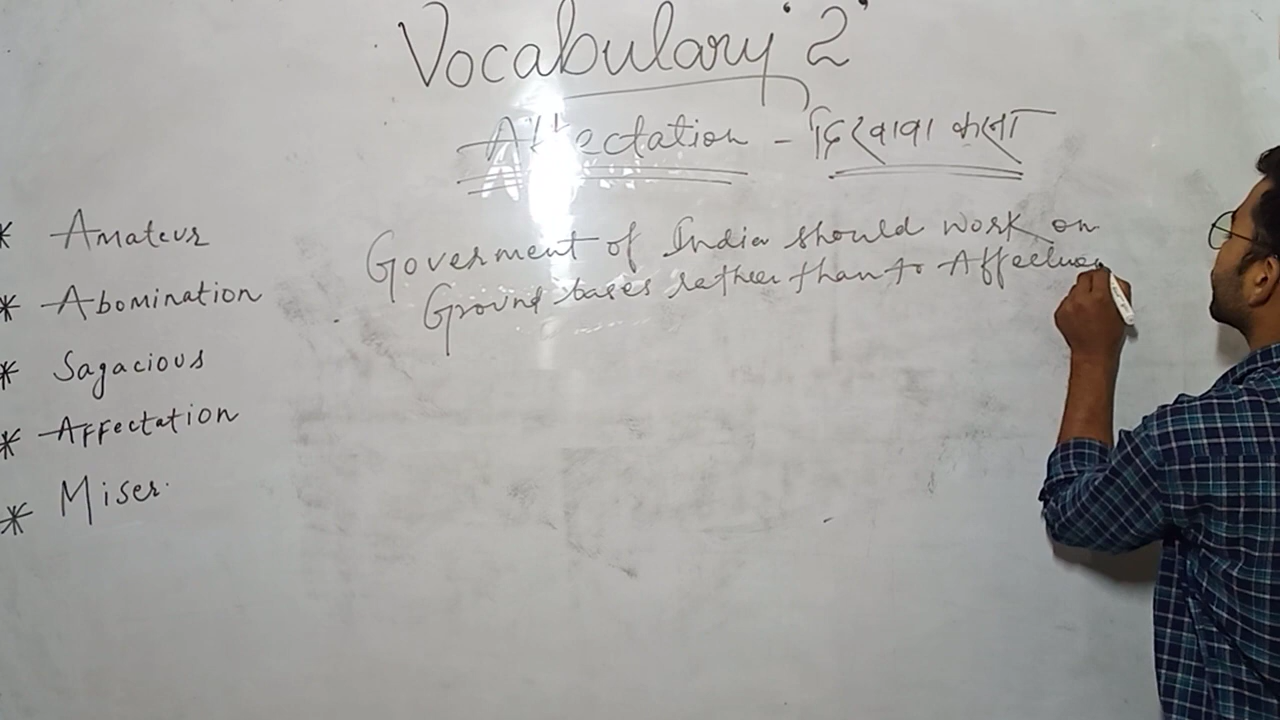 Vocabulary '2'
Affectation - दिखावा करना
* Amateur
* Abomination
* Sagacious
* Affectation
* Miser.
Goverment of India should work on
Ground bases rather than to